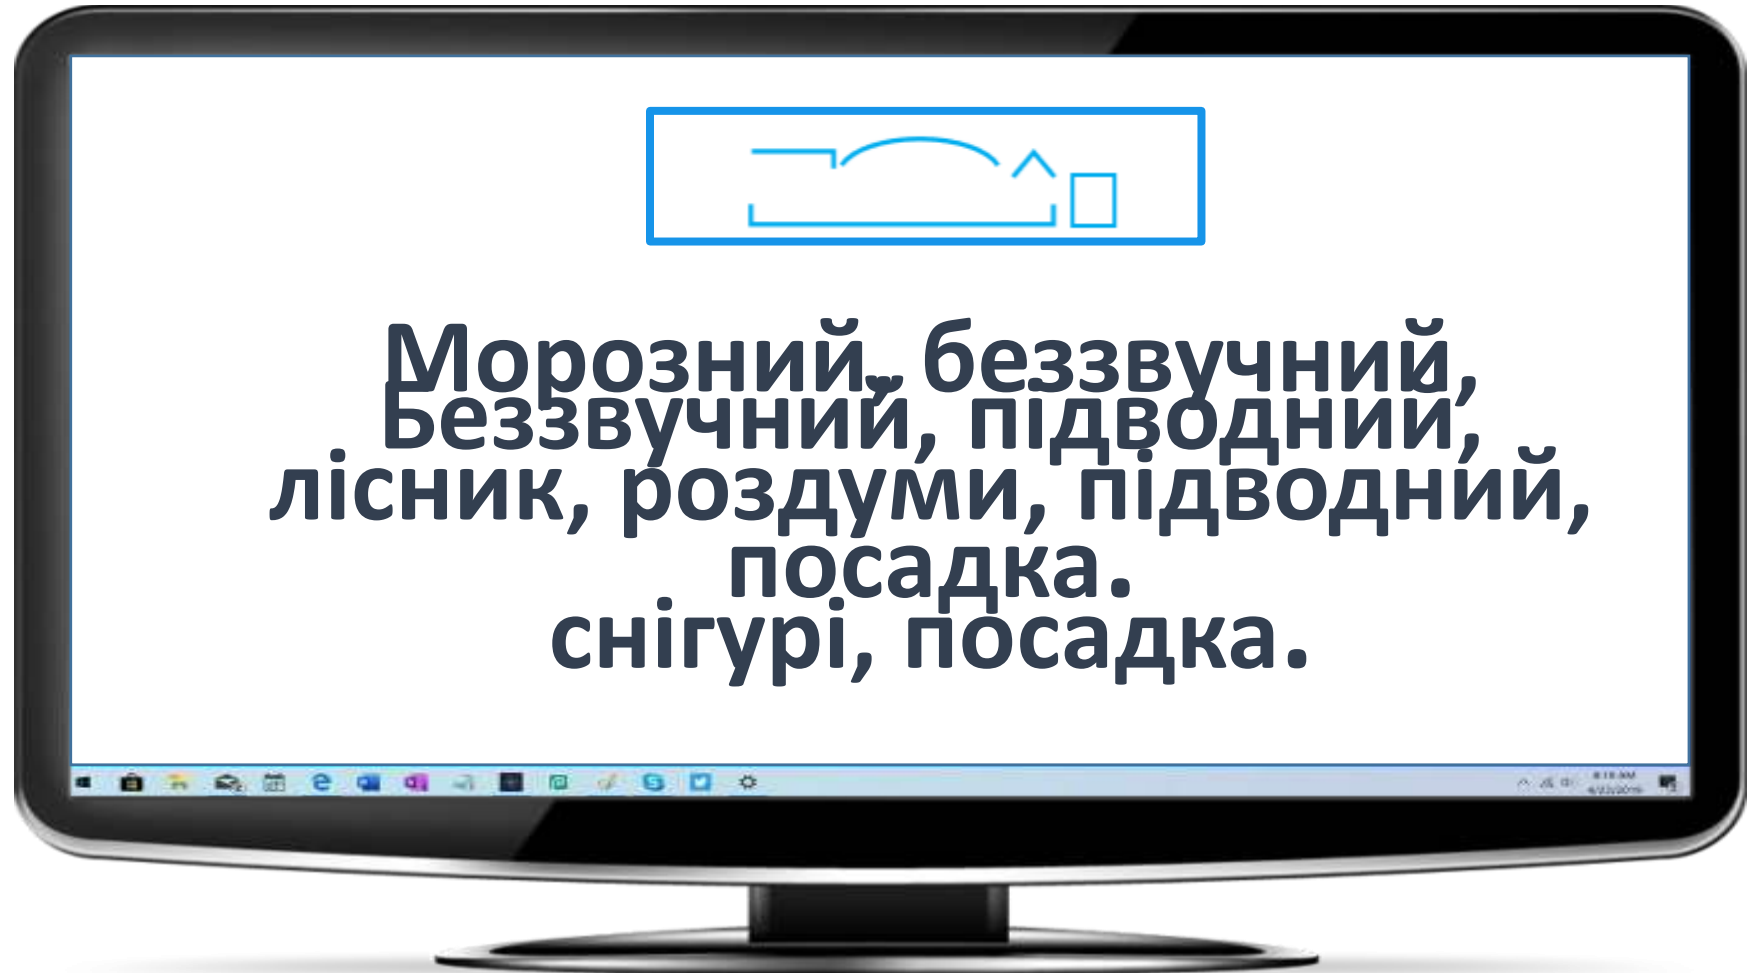 Морозний, беззвучний,
Беззвучний, підводний,
лісник, роздуми, підводний,
посадка.
снігурі, посадка.